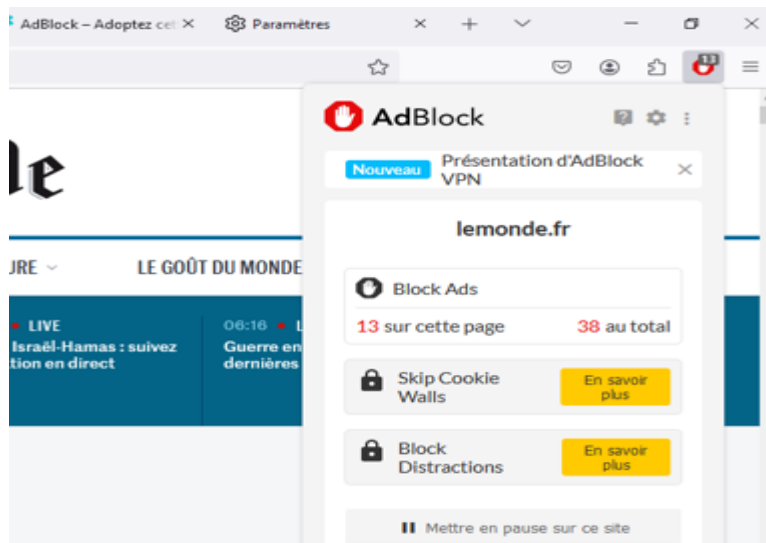 AdBlock – Adoptez cet
Paramètres
13
de
AdBlock
Nouveau
Présentation d'AdBlock
VPN
lemonde.fr
URE
LE GOÛT DU MONDE
Block Ads
13 sur cette page
38 au total
LIVE
Israël-Hamas : suivez
tion en direct
06:16 L
Guerre en
dernières
Skip Cookie
Walls
En savoir
plus
Block
Distractions
En savoir
plus
Mettre en pause sur ce site